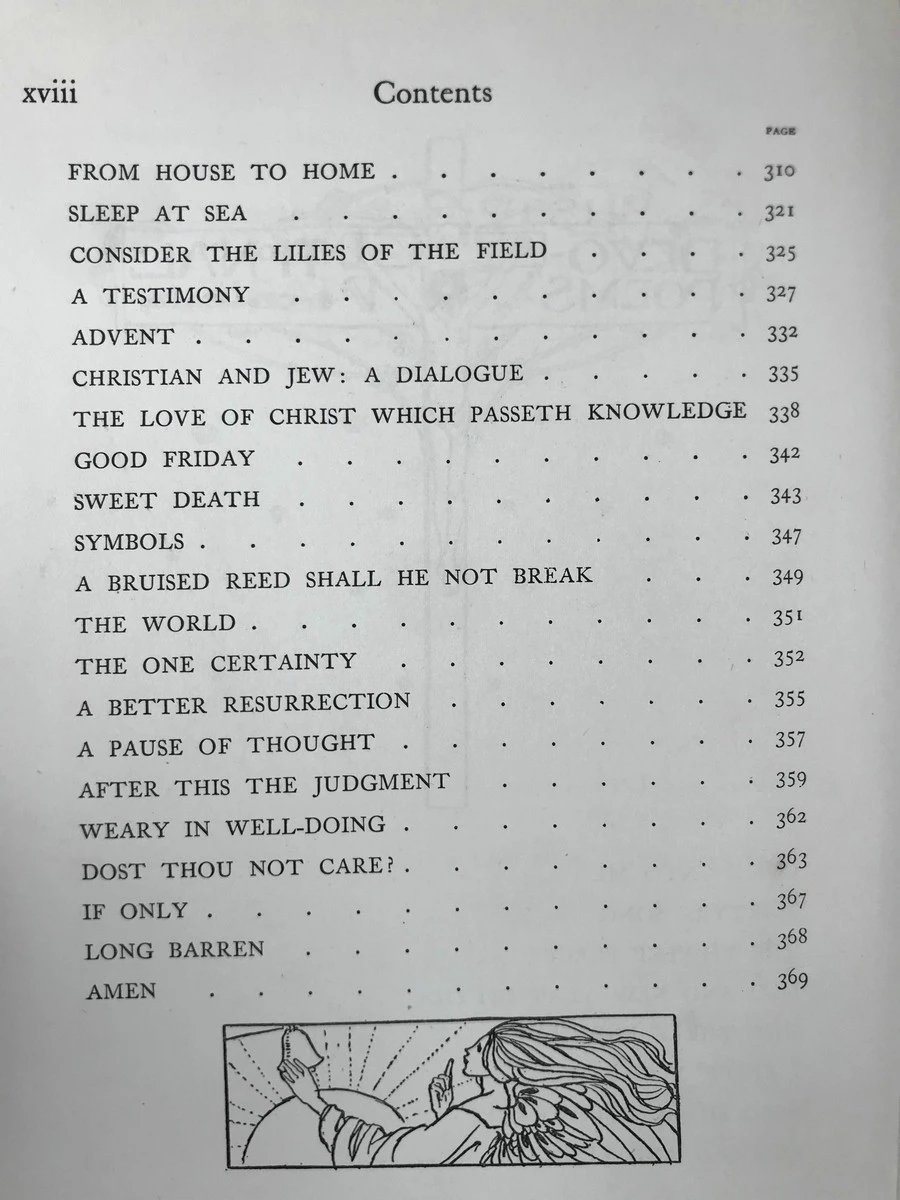 xviii Contents
PAGE
FROM HOUSE TO HOME . . . . . . . . 310
SLEEP AT SEA . . . . . . . . . . 321
CONSIDER THE LILIES OF THE FIELD . . . . 325
A TESTIMONY . . . . . . . . . . 327
ADVENT . . . . . . . . . . . . 332
CHRISTIAN AND JEW: A DIALOGUE . . . . . 335
THE LOVE OF CHRIST WHICH PASSETH KNOWLEDGE 338
GOOD FRIDAY . . . . . . . . . . 342
SWEET DEATH . . . . . . . . . . 343
SYMBOLS . . . . . . . . . . . . 347
A BRUISED REED SHALL HE NOT BREAK . . . 349
THE WORLD . . . . . . . . . . . 351
THE ONE CERTAINTY . . . . . . . . 352
A BETTER RESURRECTION . . . . . . . 355
A PAUSE OF THOUGHT . . . . . . . . 357
AFTER THIS THE JUDGMENT . . . . . . 359
WEARY IN WELL-DOING . . . . . . . . 362
DOST THOU NOT CARE? . . . . . . . . 363
IF ONLY . . . . . . . . . . . . 367
LONG BARREN . . . . . . . . . . 368
AMEN . . . . . . . . . . . . 369